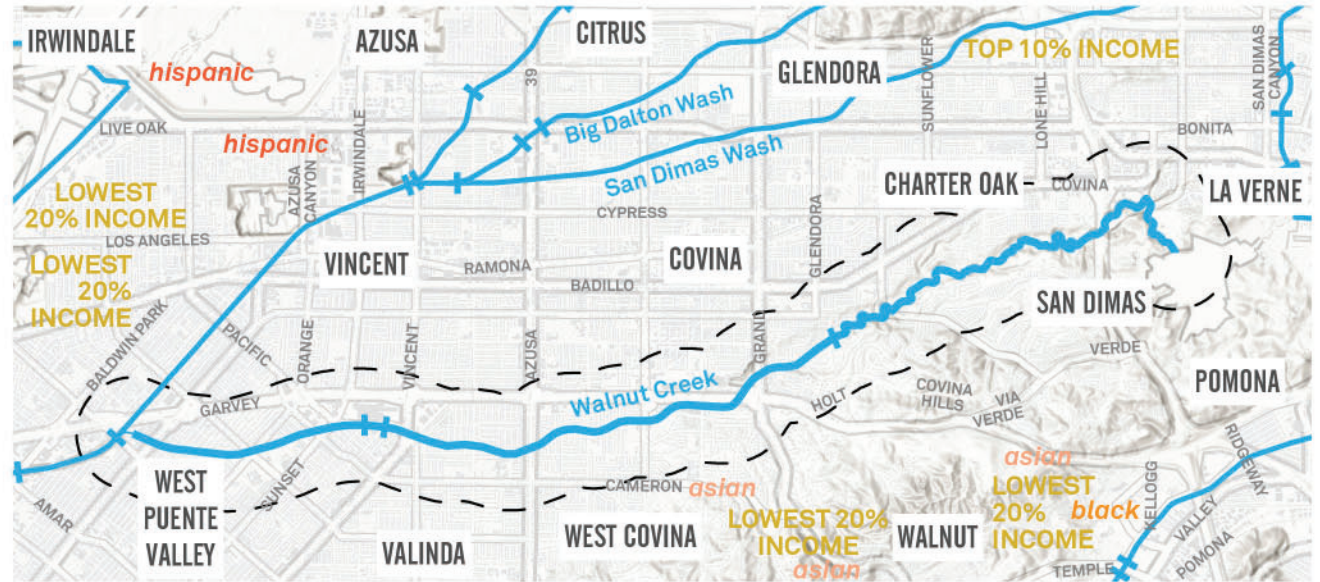 IRWINDALE
AZUSA
CITRUS
hispanic
39
GLENDORA
SUNFLOWER
TOP 10% INCOME
LONE HILL
SAN DIMAS
CANYON
LIVE OAK
hispanic
IRWINDALE
Big Dalton Wash
BONITA
San Dimas Wash
AZUSA
CANYON
LOWEST
20% INCOME
CYPRESS
CHARTER OAK
COVINA
LA VERNE
LOS ANGELES
VINCENT
RAMONA
COVINA
GLENDORA
LOWEST
20%
INCOME
BADILLO
SAN DIMAS
BALDWIN PARK
PACIFIC
ORANGE
VINCENT
AZUSA
GRAND
VERDE
POMONA
GARVEY
Walnut Creek
HOLT
COVINA
HILLS
VIA
VERDE
RIDGEWAY
WEST
PUENTE
VALLEY
SUNSET
CAMERON
asian
asian
LOWEST
20%
INCOME
black
KELLOGG
AMAR
VALINDA
WEST COVINA
LOWEST 20%
INCOME
asian
WALNUT
VALLEY
POMONA
TEMPLE